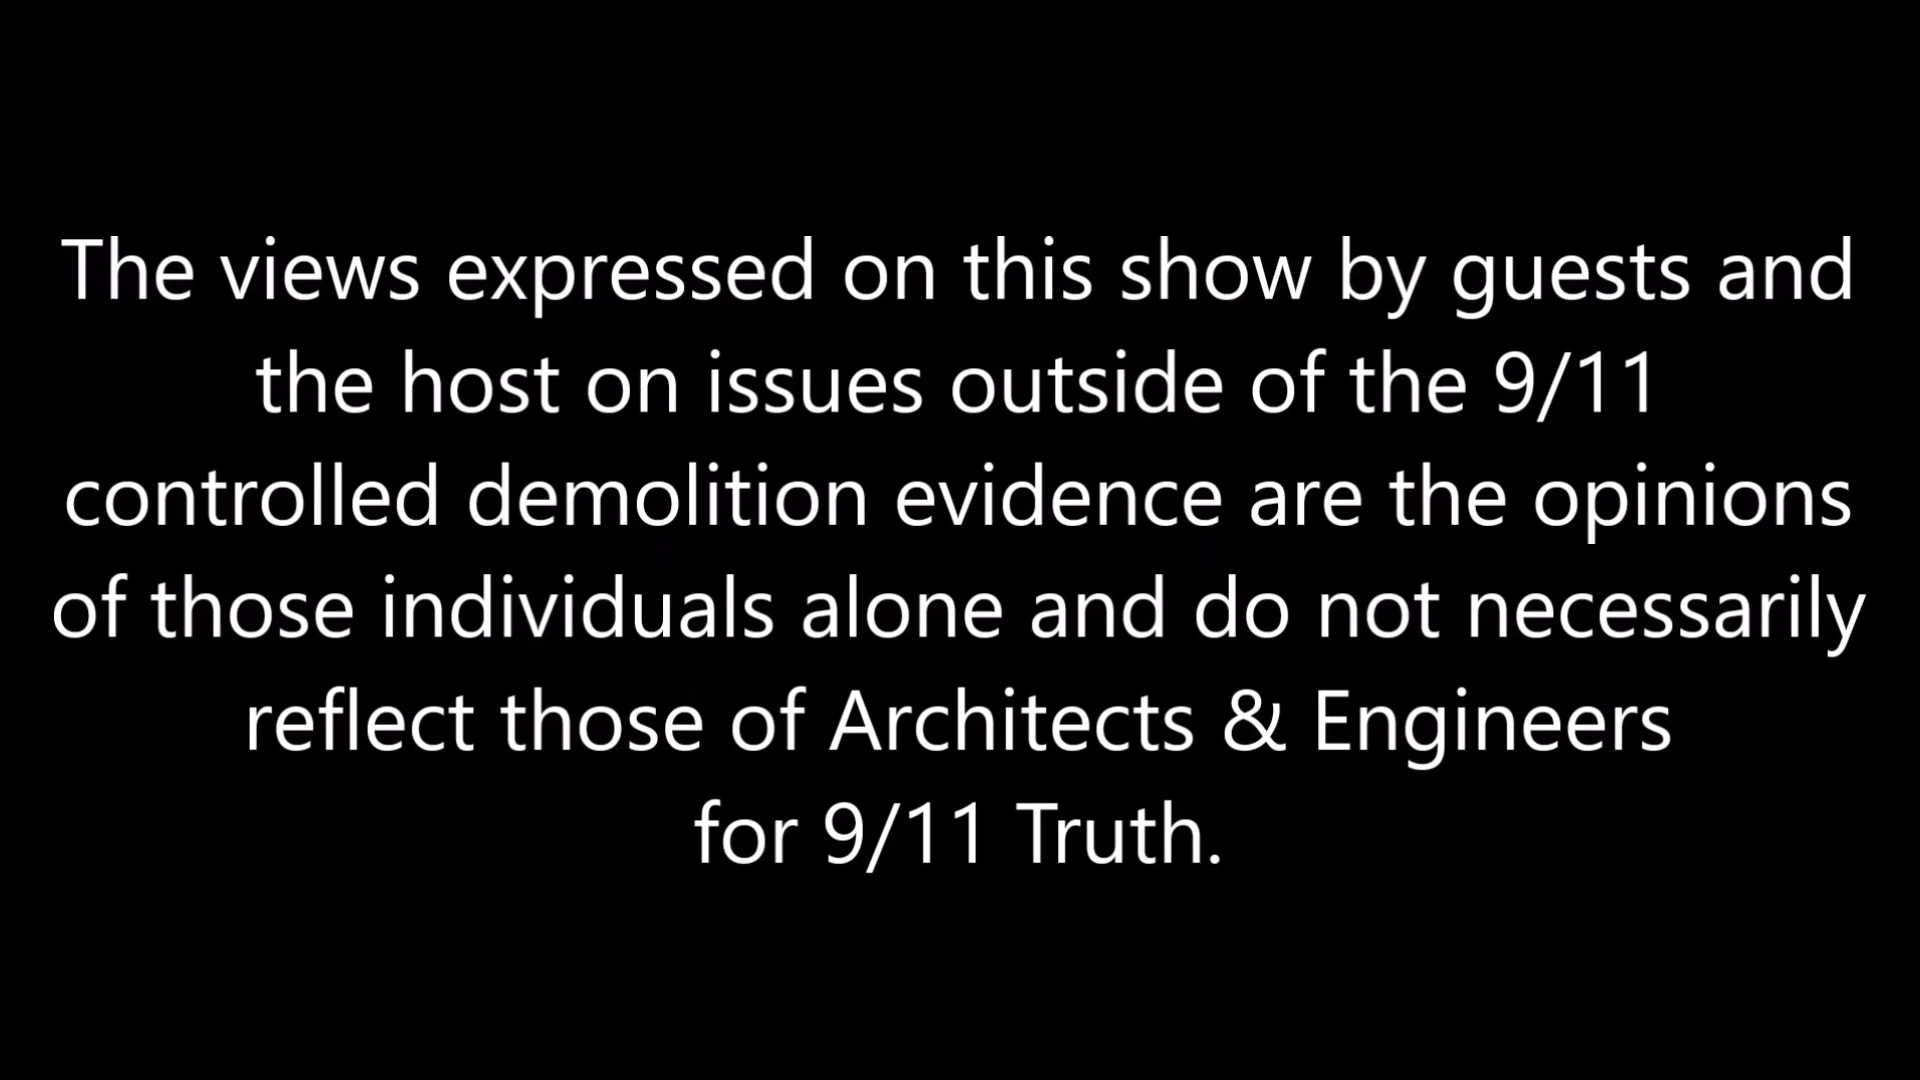 The views expressed on this show by guests and
the host on issues outside of the 9/11
controlled demolition evidence are the opinions
of those individuals alone and do not necessarily
reflect those of Architects & Engineers
for 9/11 Truth.